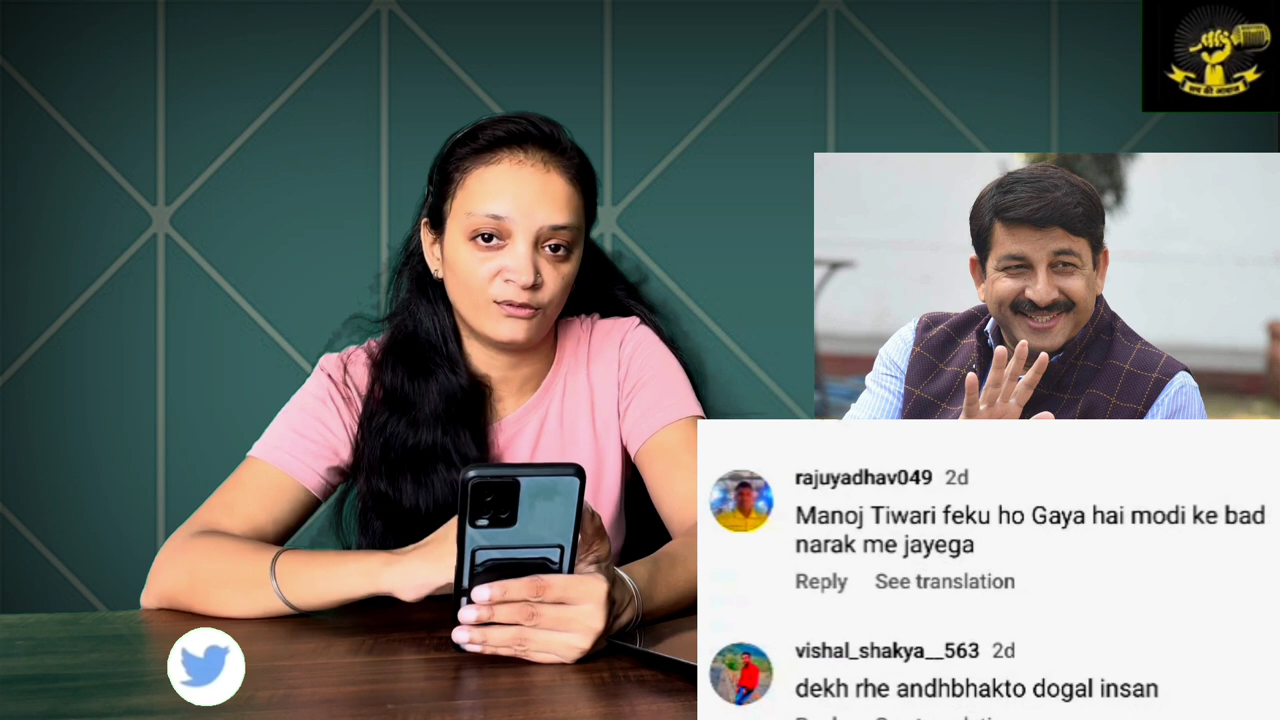 rajuyadhav049 2d
Manoj Tiwari feku ho Gaya hai modi ke bad
narak me jayega
Reply See translation
vishal_shakya__563 2d
dekh rhe andhbhakto dogal insan